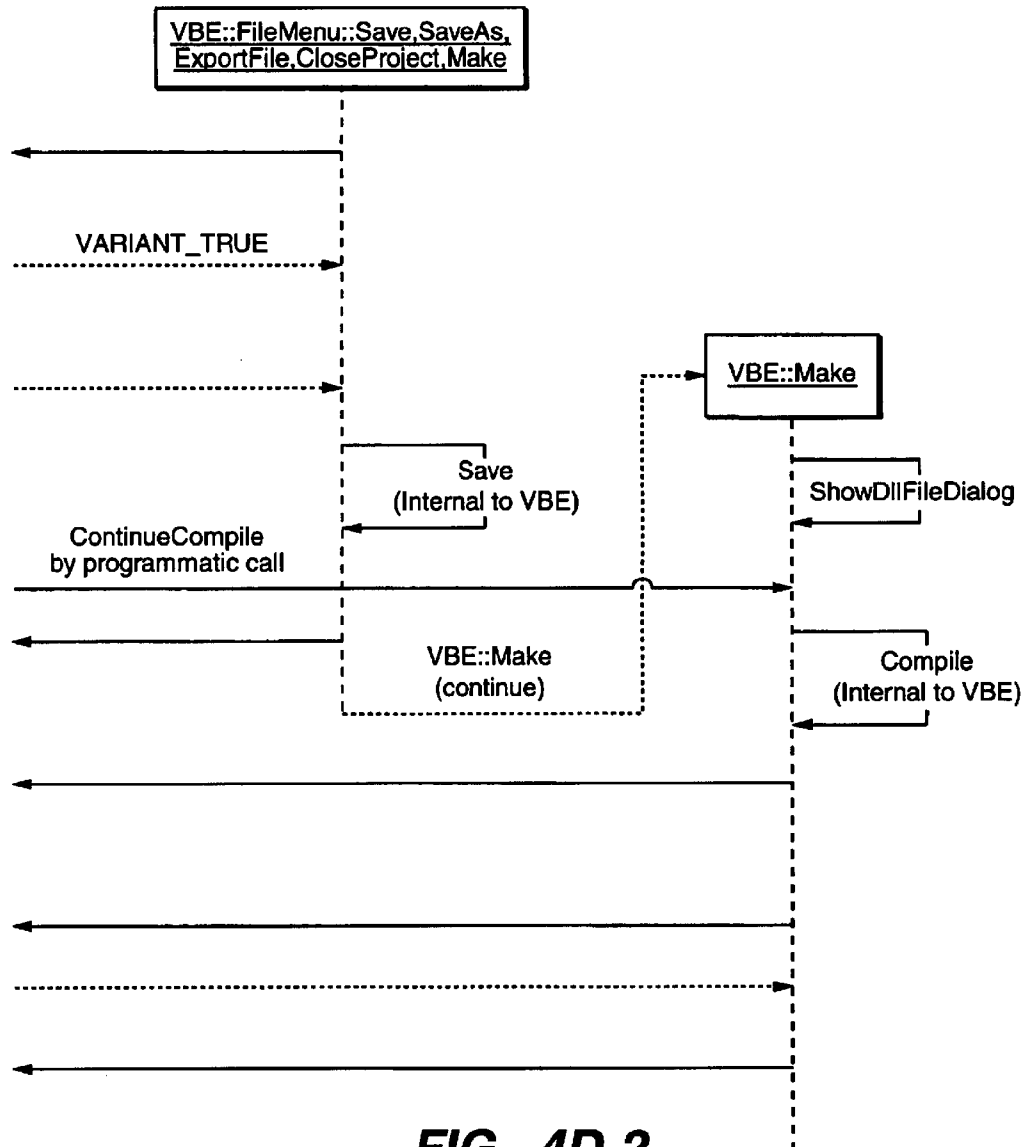 VBE::FileMenu::Save,SaveAs,
ExportFile,CloseProject,Make
VARIANT_TRUE
VBE::Make
Save
(Internal to VBE)
ShowDllFileDialog
ContinueCompile
by programmatic call
VBE::Make
(continue)
Compile
(Internal to VBE)
FIG._4D-2